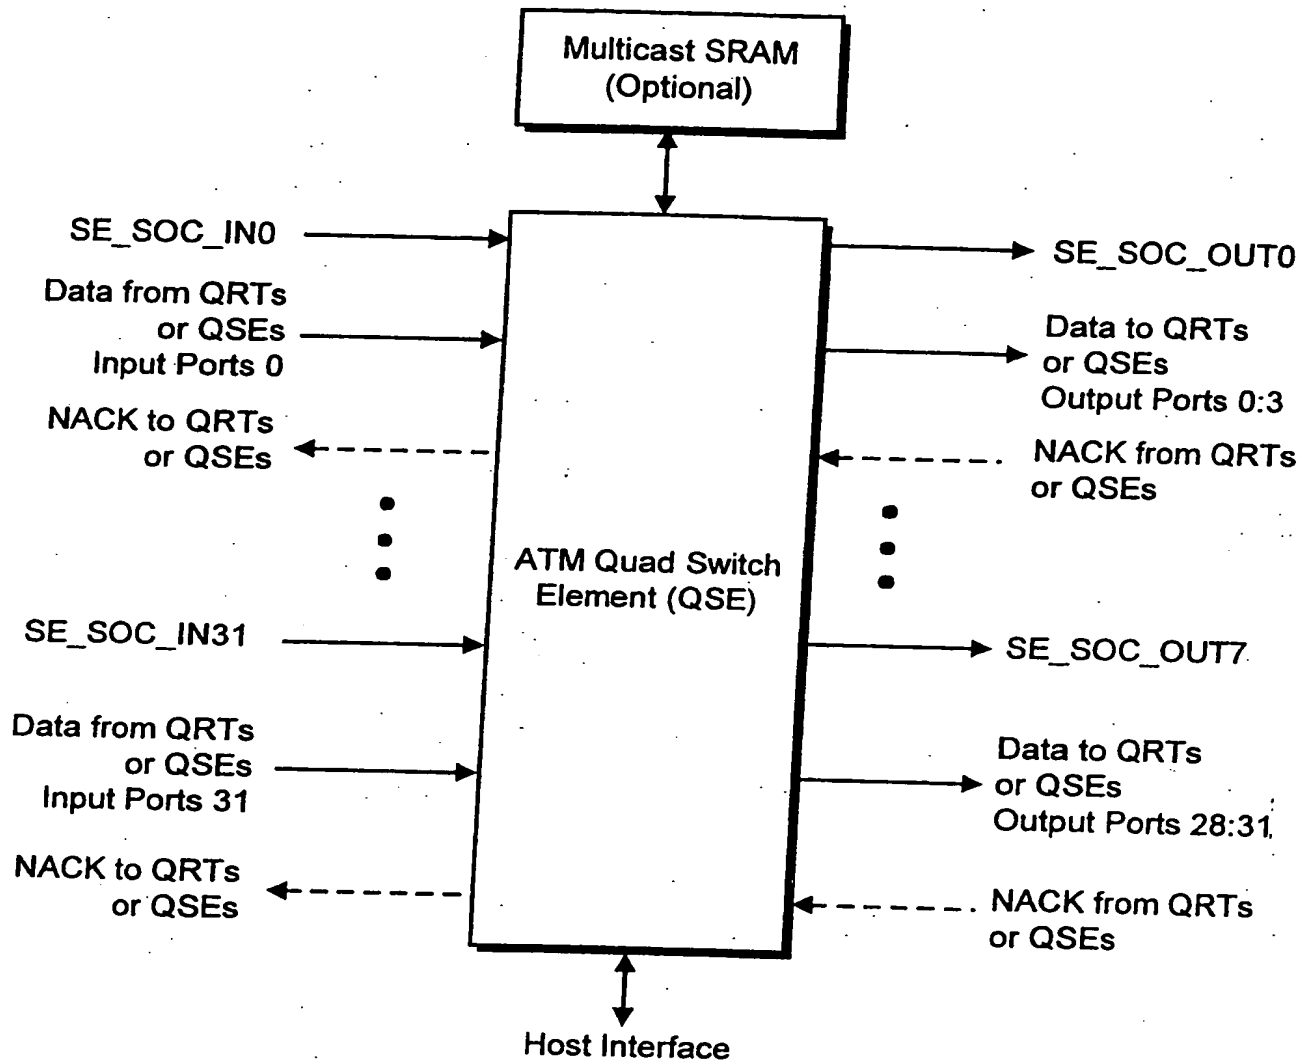 Multicast SRAM
(Optional)
SE_SOC_IN0
Data from QRTs
or QSEs
Input Ports 0
NACK to QRTs
or QSEs
SE_SOC_IN31
Data from QRTs
or QSEs
Input Ports 31
NACK to QRTs
or QSEs
ATM Quad Switch
Element (QSE)
SE_SOC_OUT0
Data to QRTs
or QSEs
Output Ports 0:3
NACK from QRTs
or QSEs
SE_SOC_OUT7
Data to QRTs
or QSEs
Output Ports 28:31
NACK from QRTs
or QSEs
Host Interface